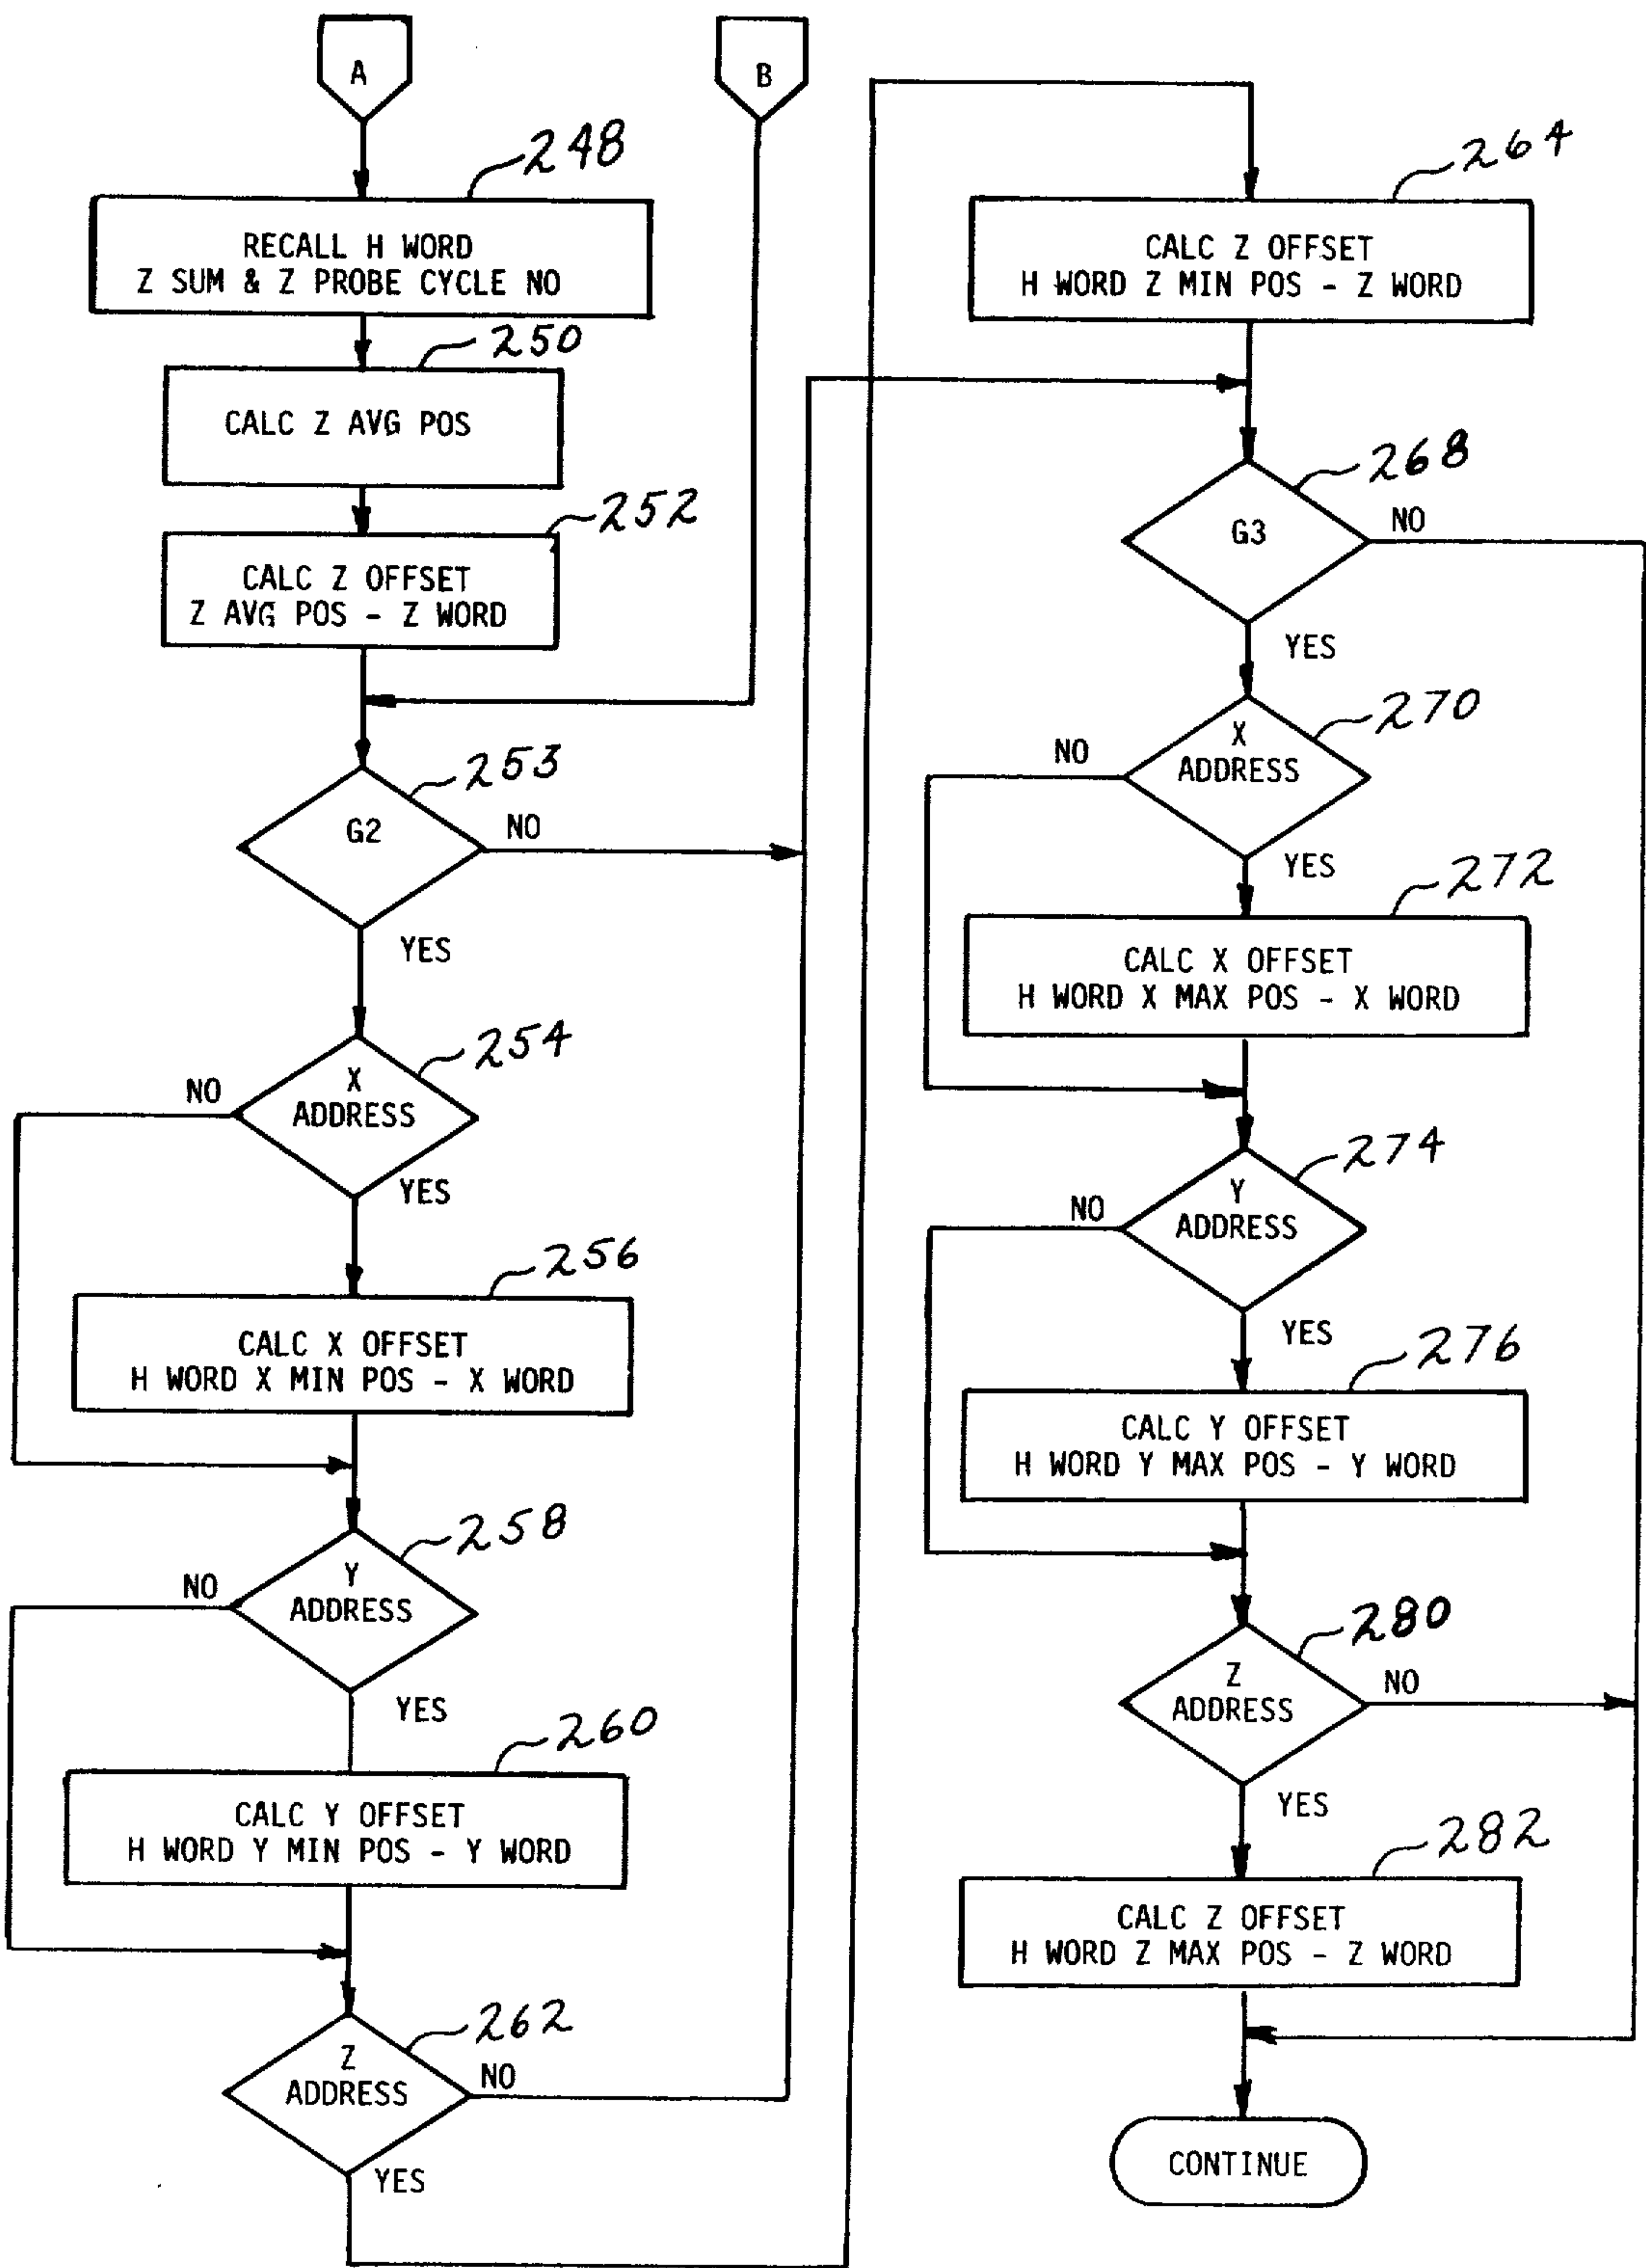 A
B
248
RECALL H WORD
Z SUM & Z PROBE CYCLE NO
250
CALC Z AVG POS
252
CALC Z OFFSET
Z AVG POS - Z WORD
253
G2
NO
YES
254
X
ADDRESS
NO
YES
256
CALC X OFFSET
H WORD X MIN POS - X WORD
258
Y
ADDRESS
NO
YES
260
CALC Y OFFSET
H WORD Y MIN POS - Y WORD
262
Z
ADDRESS
NO
YES
264
CALC Z OFFSET
H WORD Z MIN POS - Z WORD
268
G3
NO
YES
270
X
ADDRESS
NO
YES
272
CALC X OFFSET
H WORD X MAX POS - X WORD
274
Y
ADDRESS
NO
YES
276
CALC Y OFFSET
H WORD Y MAX POS - Y WORD
280
Z
ADDRESS
NO
YES
282
CALC Z OFFSET
H WORD Z MAX POS - Z WORD
CONTINUE